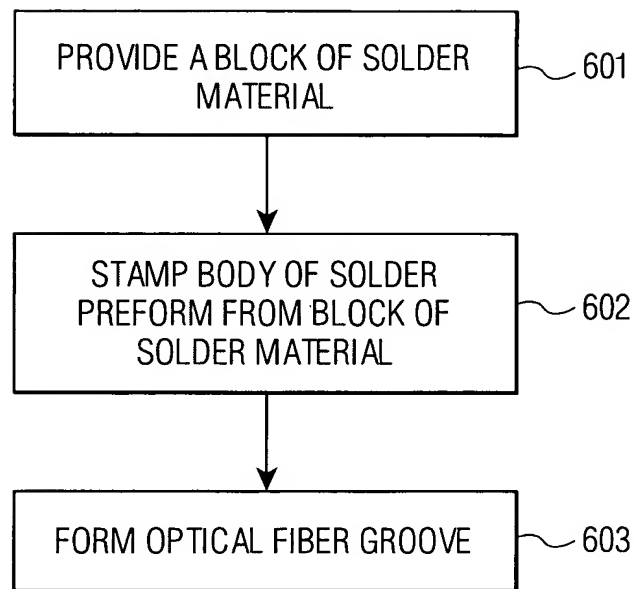 PROVIDE A BLOCK OF SOLDER
MATERIAL
601
STAMP BODY OF SOLDER
PREFORM FROM BLOCK OF
SOLDER MATERIAL
602
FORM OPTICAL FIBER GROOVE
603